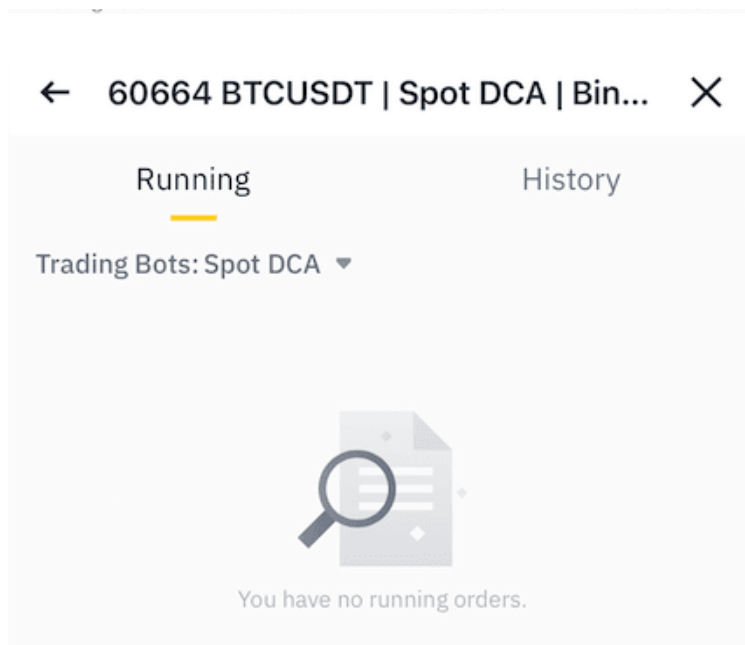 60664 BTCUSDT | Spot DCA | Bin...
Running
History
Trading Bots: Spot DCA
You have no running orders.